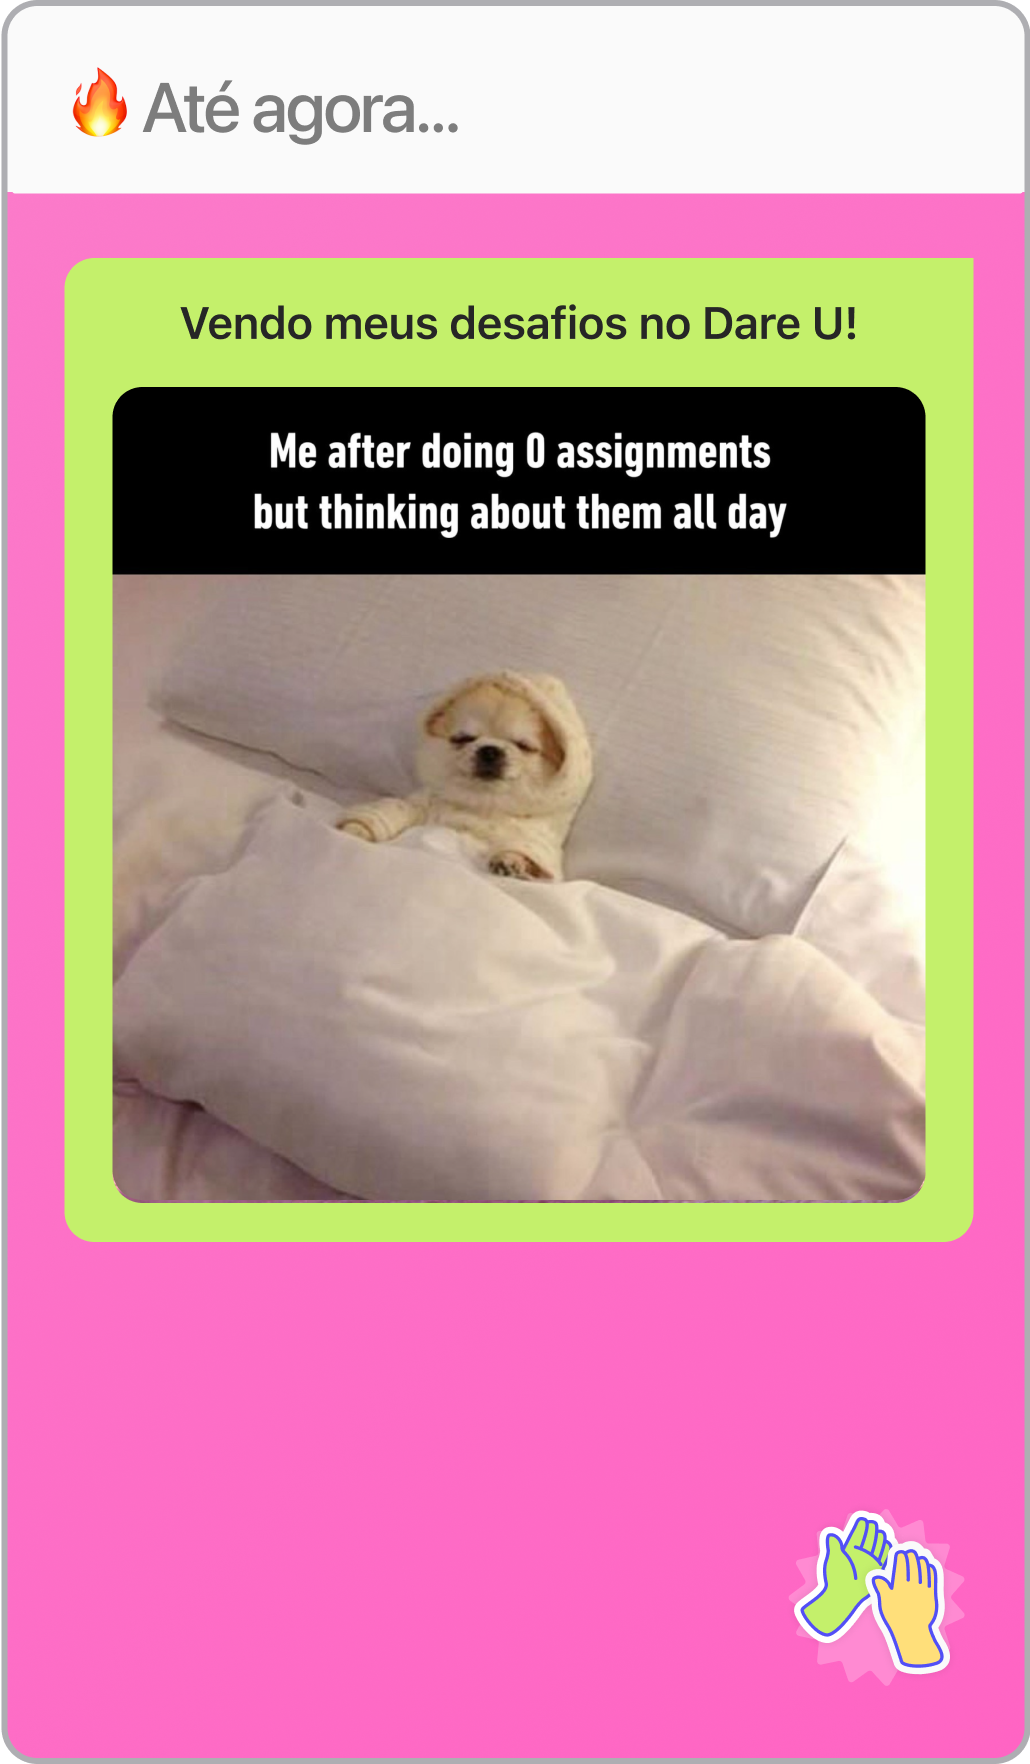 Até agora...
Vendo meus desafios no Dare U!
Me after doing 0 assignments
but thinking about them all day